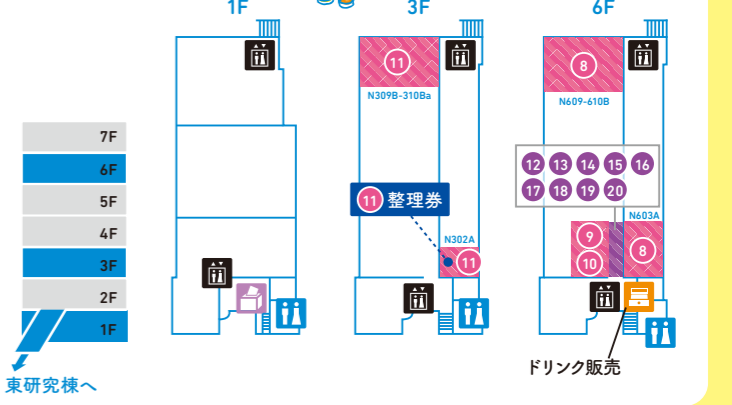 1F
3F
6F
11
8
N309B-310Ba
N609-610B
7F
6F
5F
4F
3F
2F
1F
12 13 14 15 16
17 18 19 20
11 整理券
N302A
11
N603A
9
10
8
ドリンク販売
東研究棟へ